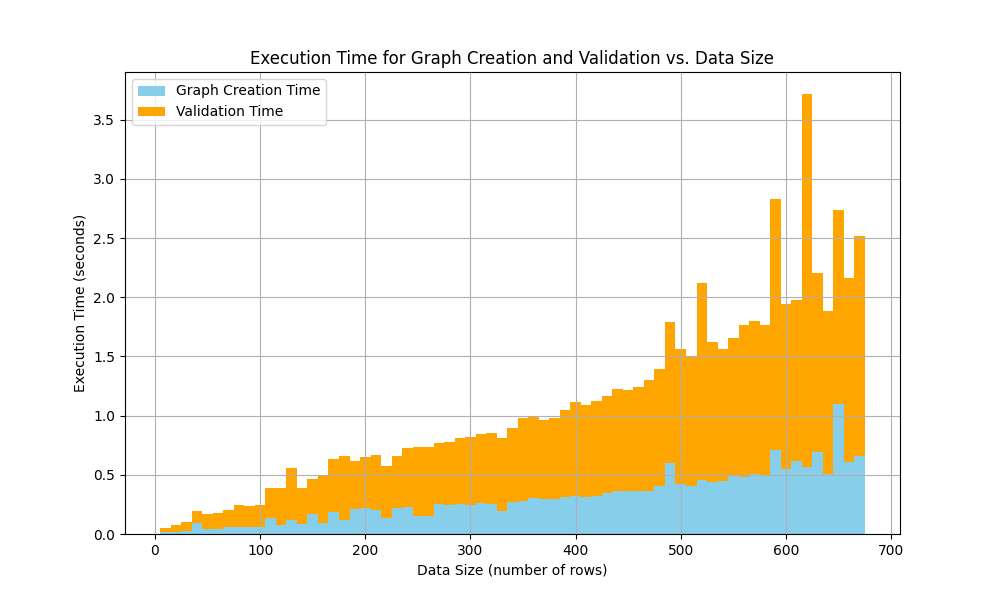 Execution Time for Graph Creation and Validation vs. Data Size
Graph Creation Time
Validation Time
Execution Time (seconds)
3.5
3.0
2.5
2.0
1.5
1.0
0.5
0.0
0 100 200 300 400 500 600 700
Data Size (number of rows)